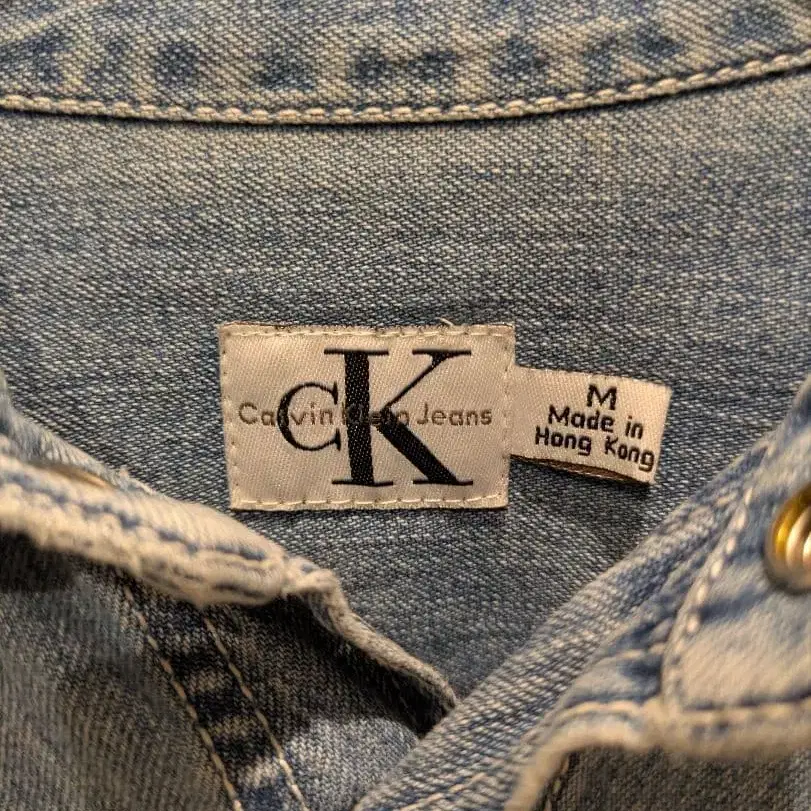 CK
Calvin Klein Jeans
M
Made in
Hong Kong